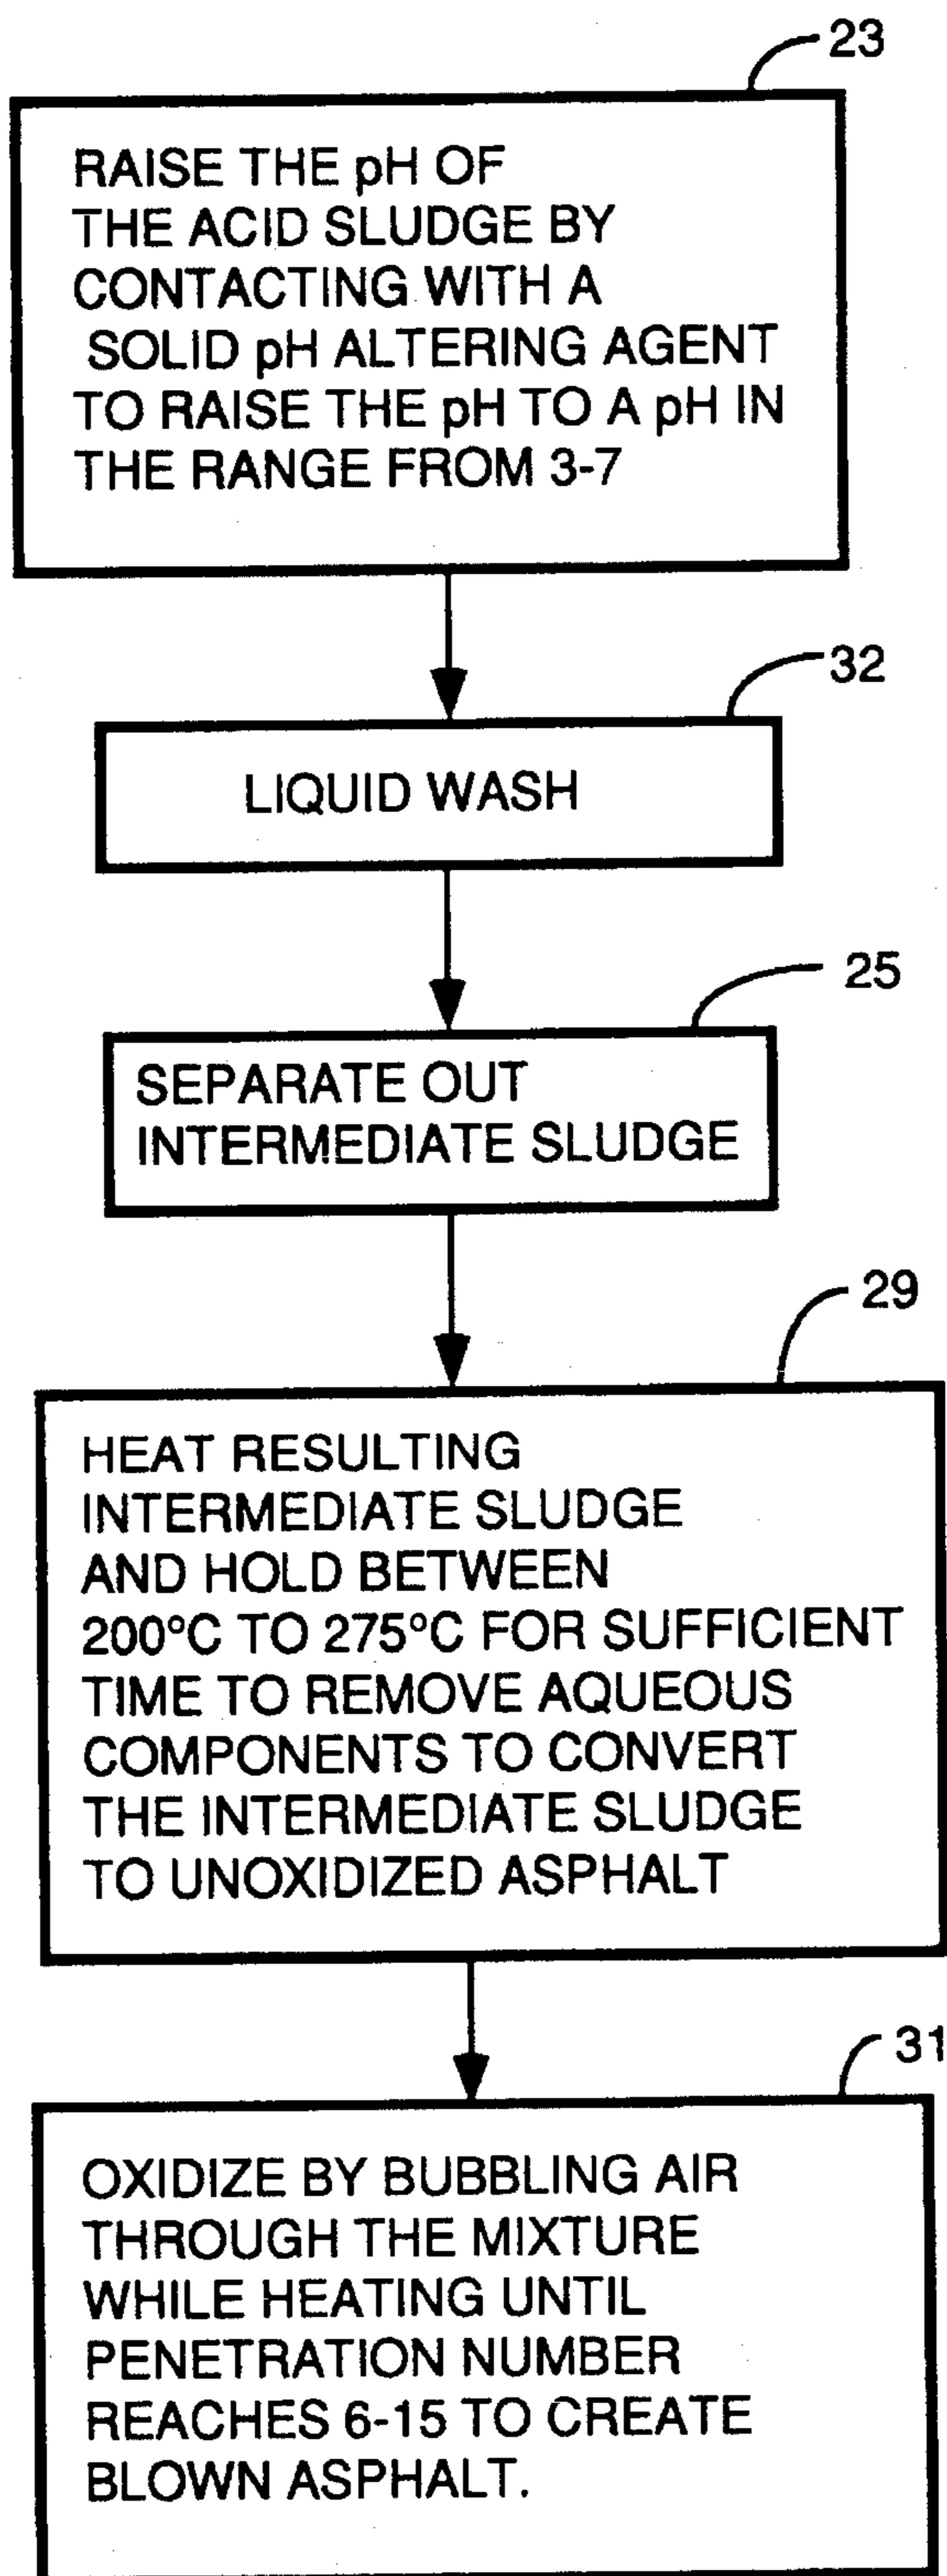 23
RAISE THE pH OF
THE ACID SLUDGE BY
CONTACTING WITH A
SOLID pH ALTERING AGENT
TO RAISE THE pH TO A pH IN
THE RANGE FROM 3-7
32
LIQUID WASH
25
SEPARATE OUT
INTERMEDIATE SLUDGE
29
HEAT RESULTING
INTERMEDIATE SLUDGE
AND HOLD BETWEEN
200°C TO 275°C FOR SUFFICIENT
TIME TO REMOVE AQUEOUS
COMPONENTS TO CONVERT
THE INTERMEDIATE SLUDGE
TO UNOXIDIZED ASPHALT
31
OXIDIZE BY BUBBLING AIR
THROUGH THE MIXTURE
WHILE HEATING UNTIL
PENETRATION NUMBER
REACHES 6-15 TO CREATE
BLOWN ASPHALT.